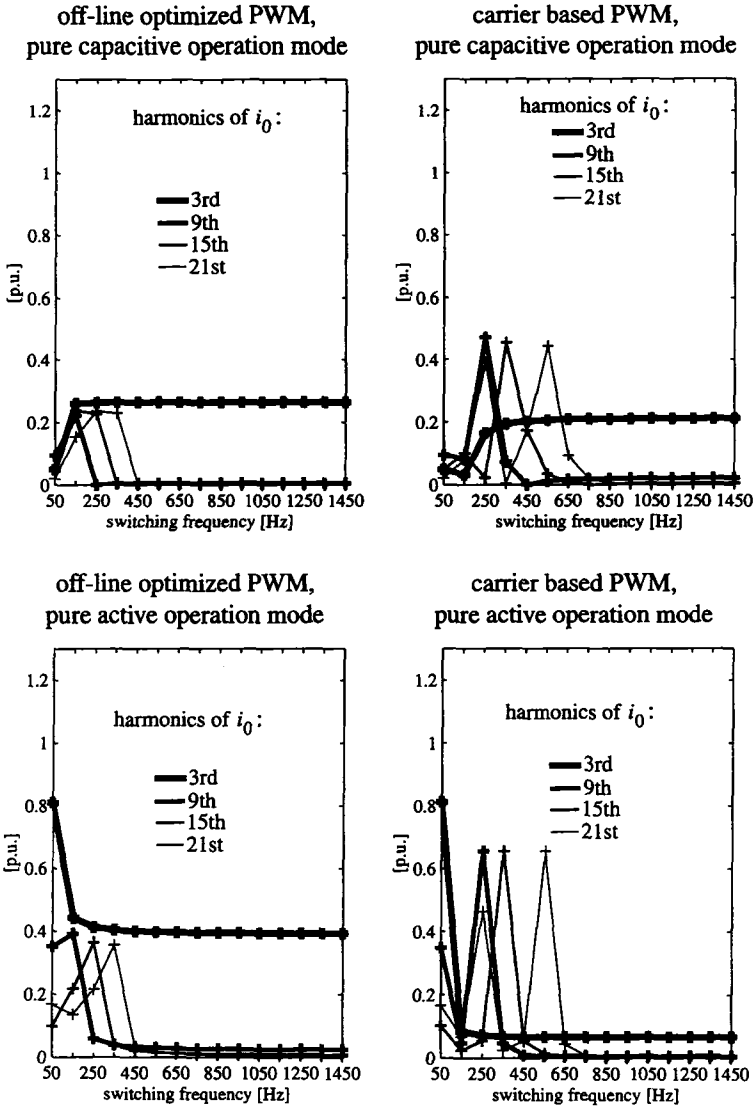 off-line optimized PWM,
pure capacitive operation mode
harmonics of i0:
3rd
9th
15th
21st
[p.u.]
1.2
1
0.8
0.6
0.4
0.2
0
50 250 450 650 850 1050 1250 1450
switching frequency [Hz]
carrier based PWM,
pure capacitive operation mode
harmonics of i0:
3rd
9th
15th
21st
[p.u.]
1.2
1
0.8
0.6
0.4
0.2
0
50 250 450 650 850 1050 1250 1450
switching frequency [Hz]
off-line optimized PWM,
pure active operation mode
harmonics of i0:
3rd
9th
15th
21st
[p.u.]
1.2
1
0.8
0.6
0.4
0.2
0
50 250 450 650 850 1050 1250 1450
switching frequency [Hz]
carrier based PWM,
pure active operation mode
harmonics of i0:
3rd
9th
15th
21st
[p.u.]
1.2
1
0.8
0.6
0.4
0.2
0
50 250 450 650 850 1050 1250 1450
switching frequency [Hz]